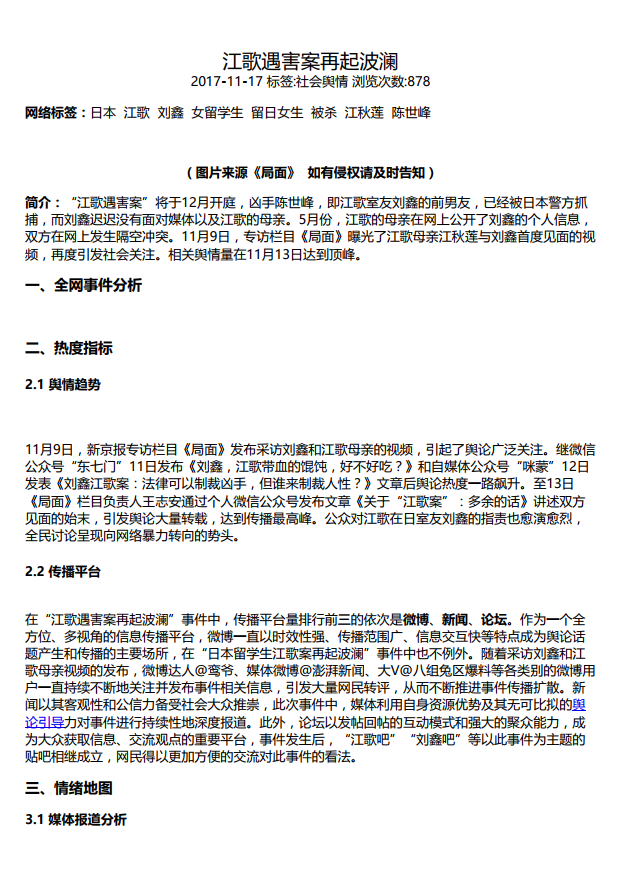 江歌遇害案再起波澜
2017-11-17 标签:社会舆情 浏览次数:878
网络标签：日本 江歌 刘鑫 女留学生 留日女生 被杀 江秋莲 陈世峰
（图片来源《局面》 如有侵权请及时告知）
简介：“江歌遇害案”将于12月开庭，凶手陈世峰，即江歌室友刘鑫的前男友，已经被日本警方抓
捕，而刘鑫迟迟没有面对媒体以及江歌的母亲。5月份，江歌的母亲在网上公开了刘鑫的个人信息，
双方在网上发生隔空冲突。11月9日，专访栏目《局面》曝光了江歌母亲江秋莲与刘鑫首度见面的视
频，再度引发社会关注。相关舆情量在11月13日达到顶峰。
一、全网事件分析
二、热度指标
2.1 舆情趋势
11月9日，新京报专访栏目《局面》发布采访刘鑫和江歌母亲的视频，引起了舆论广泛关注。继微信
公众号“东七门”11日发布《刘鑫，江歌带血的馄饨，好不好吃？》和自媒体公众号“咪蒙”12日
发表《刘鑫江歌案：法律可以制裁凶手，但谁来制裁人性？》文章后舆论热度一路飙升。至13日
《局面》栏目负责人王志安通过个人微信公众号发布文章《关于“江歌案”：多余的话》讲述双方
见面的始末，引发舆论大量转载，达到传播最高峰。公众对江歌在日室友刘鑫的指责也愈演愈烈，
全民讨论呈现向网络暴力转向的势头。
2.2 传播平台
在“江歌遇害案再起波澜”事件中，传播平台量排行前三的依次是微博、新闻、论坛。作为一个全
方位、多视角的信息传播平台，微博一直以时效性强、传播范围广、信息交互快等特点成为舆论话
题产生和传播的主要场所，在“日本留学生江歌案再起波澜”事件中也不例外。随着采访刘鑫和江
歌母亲视频的发布，微博达人@鸾爷、媒体微博@澎湃新闻、大V@八组兔区爆料等各类别的微博用
户一直持续不断地关注并发布事件相关信息，引发大量网民转评，从而不断推进事件传播扩散。新
闻以其客观性和公信力备受社会大众推崇，此次事件中，媒体利用自身资源优势及其无可比拟的舆
论引导力对事件进行持续性地深度报道。此外，论坛以发帖回帖的互动模式和强大的聚众能力，成
为大众获取信息、交流观点的重要平台，事件发生后，“江歌吧”“刘鑫吧”等以此事件为主题的
贴吧相继成立，网民得以更加方便的交流对此事件的看法。
三、情绪地图
3.1 媒体报道分析